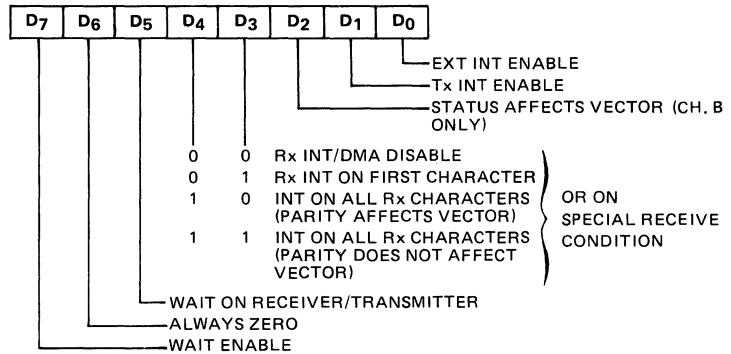 D7 D6 D5 D4 D3 D2 D1 D0
EXT INT ENABLE
Tx INT ENABLE
STATUS AFFECTS VECTOR (CH. B
ONLY)
0 0 Rx INT/DMA DISABLE
0 1 Rx INT ON FIRST CHARACTER
1 0 INT ON ALL Rx CHARACTERS
(PARITY AFFECTS VECTOR)
1 1 INT ON ALL Rx CHARACTERS
(PARITY DOES NOT AFFECT
VECTOR)
OR ON
SPECIAL RECEIVE
CONDITION
WAIT ON RECEIVER/TRANSMITTER
ALWAYS ZERO
WAIT ENABLE